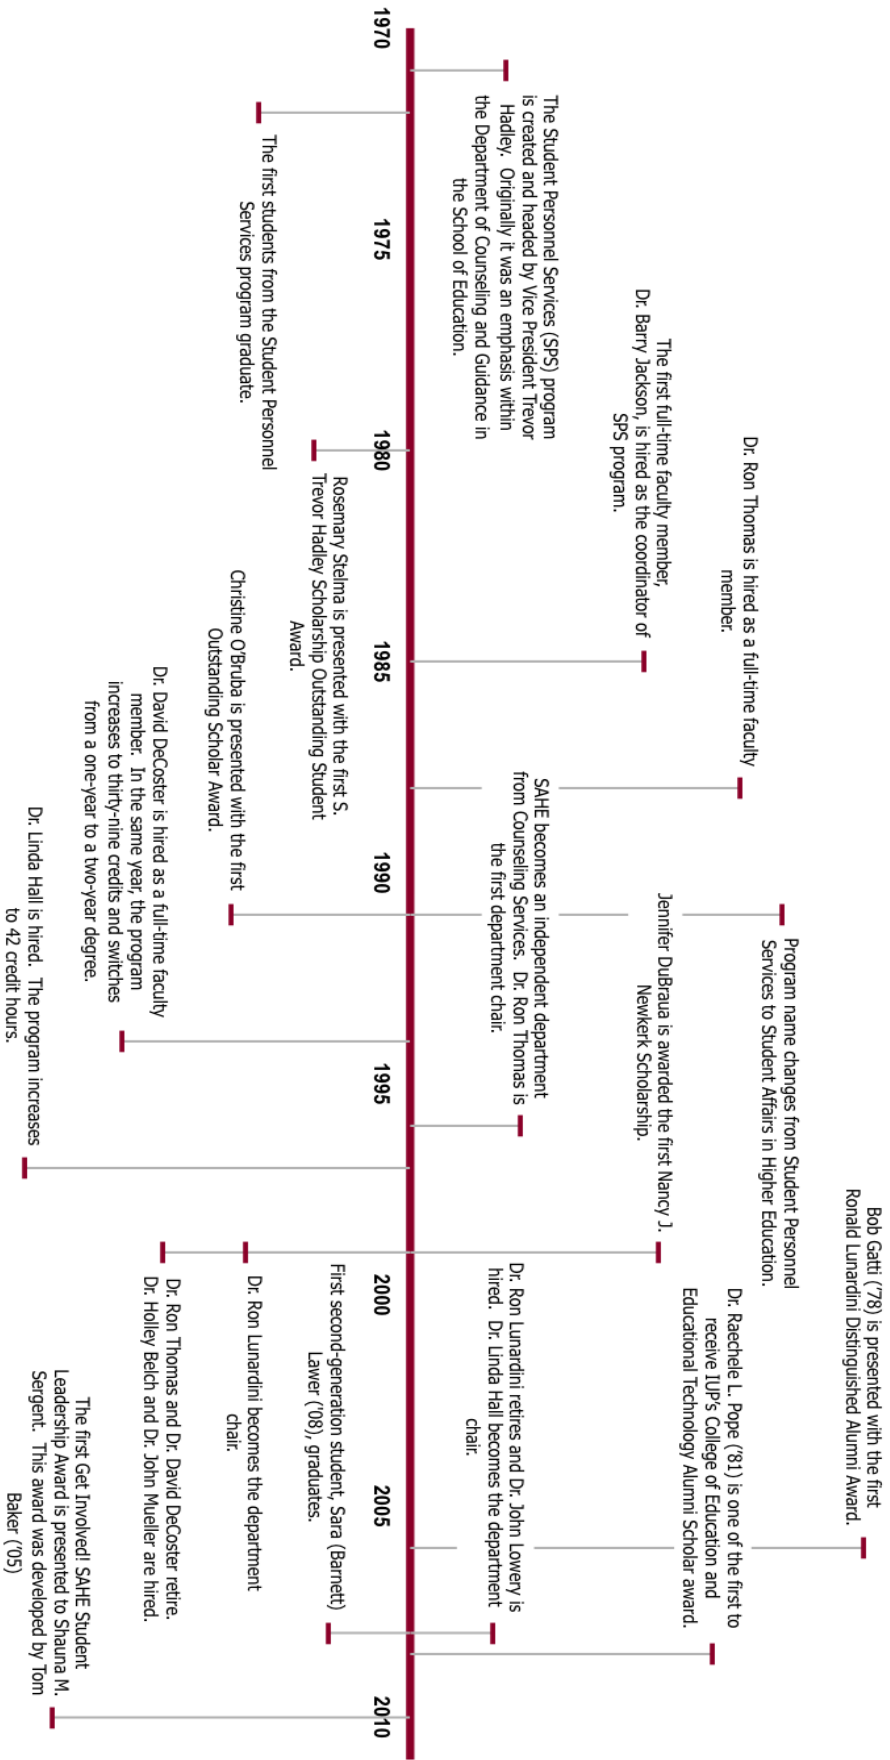 Bob Gatti ('78) is presented with the first
Ronald Lunardini Distinguished Alumni Award.
Program name changes from Student Personnel
Services to Student Affairs in Higher Education.
Dr. Ron Thomas is hired as a full-time faculty
member.
Dr. Raechele L. Pope ('81) is one of the first to
receive IUP's College of Education and
Educational Technology Alumni Scholar award.
The first full-time faculty member,
Dr. Barry Jackson, is hired as the coordinator of
SPS program.
Jennifer DuBraua is awarded the first Nancy J.
Newkerk Scholarship.
The Student Personnel Services (SPS) program
is created and headed by Vice President Trevor
Hadley. Originally it was an emphasis within
the Department of Counseling and Guidance in
the School of Education.
SAHE becomes an independent department
from Counseling Services. Dr. Ron Thomas is
the first department chair.
Dr. Ron Lunardini retires and Dr. John Lowery is
hired. Dr. Linda Hall becomes the department
chair.
1970
1975
1980
1985
1990
1995
2000
2005
2010
Rosemary Stelma is presented with the first S.
Trevor Hadley Scholarship Outstanding Student
Award.
First second-generation student, Sara (Barnett)
Lawer ('08), graduates.
The first students from the Student Personnel
Services program graduate.
Christine O'Bruba is presented with the first
Outstanding Scholar Award.
Dr. Ron Lunardini becomes the department
chair.
Dr. David DeCoster is hired as a full-time faculty
member. In the same year, the program
increases to thirty-nine credits and switches
from a one-year to a two-year degree.
Dr. Ron Thomas and Dr. David DeCoster retire.
Dr. Holley Belch and Dr. John Mueller are hired.
Dr. Linda Hall is hired. The program increases
to 42 credit hours.
The first Get Involved! SAHE Student
Leadership Award is presented to Shauna M.
Sergent. This award was developed by Tom
Baker ('05)